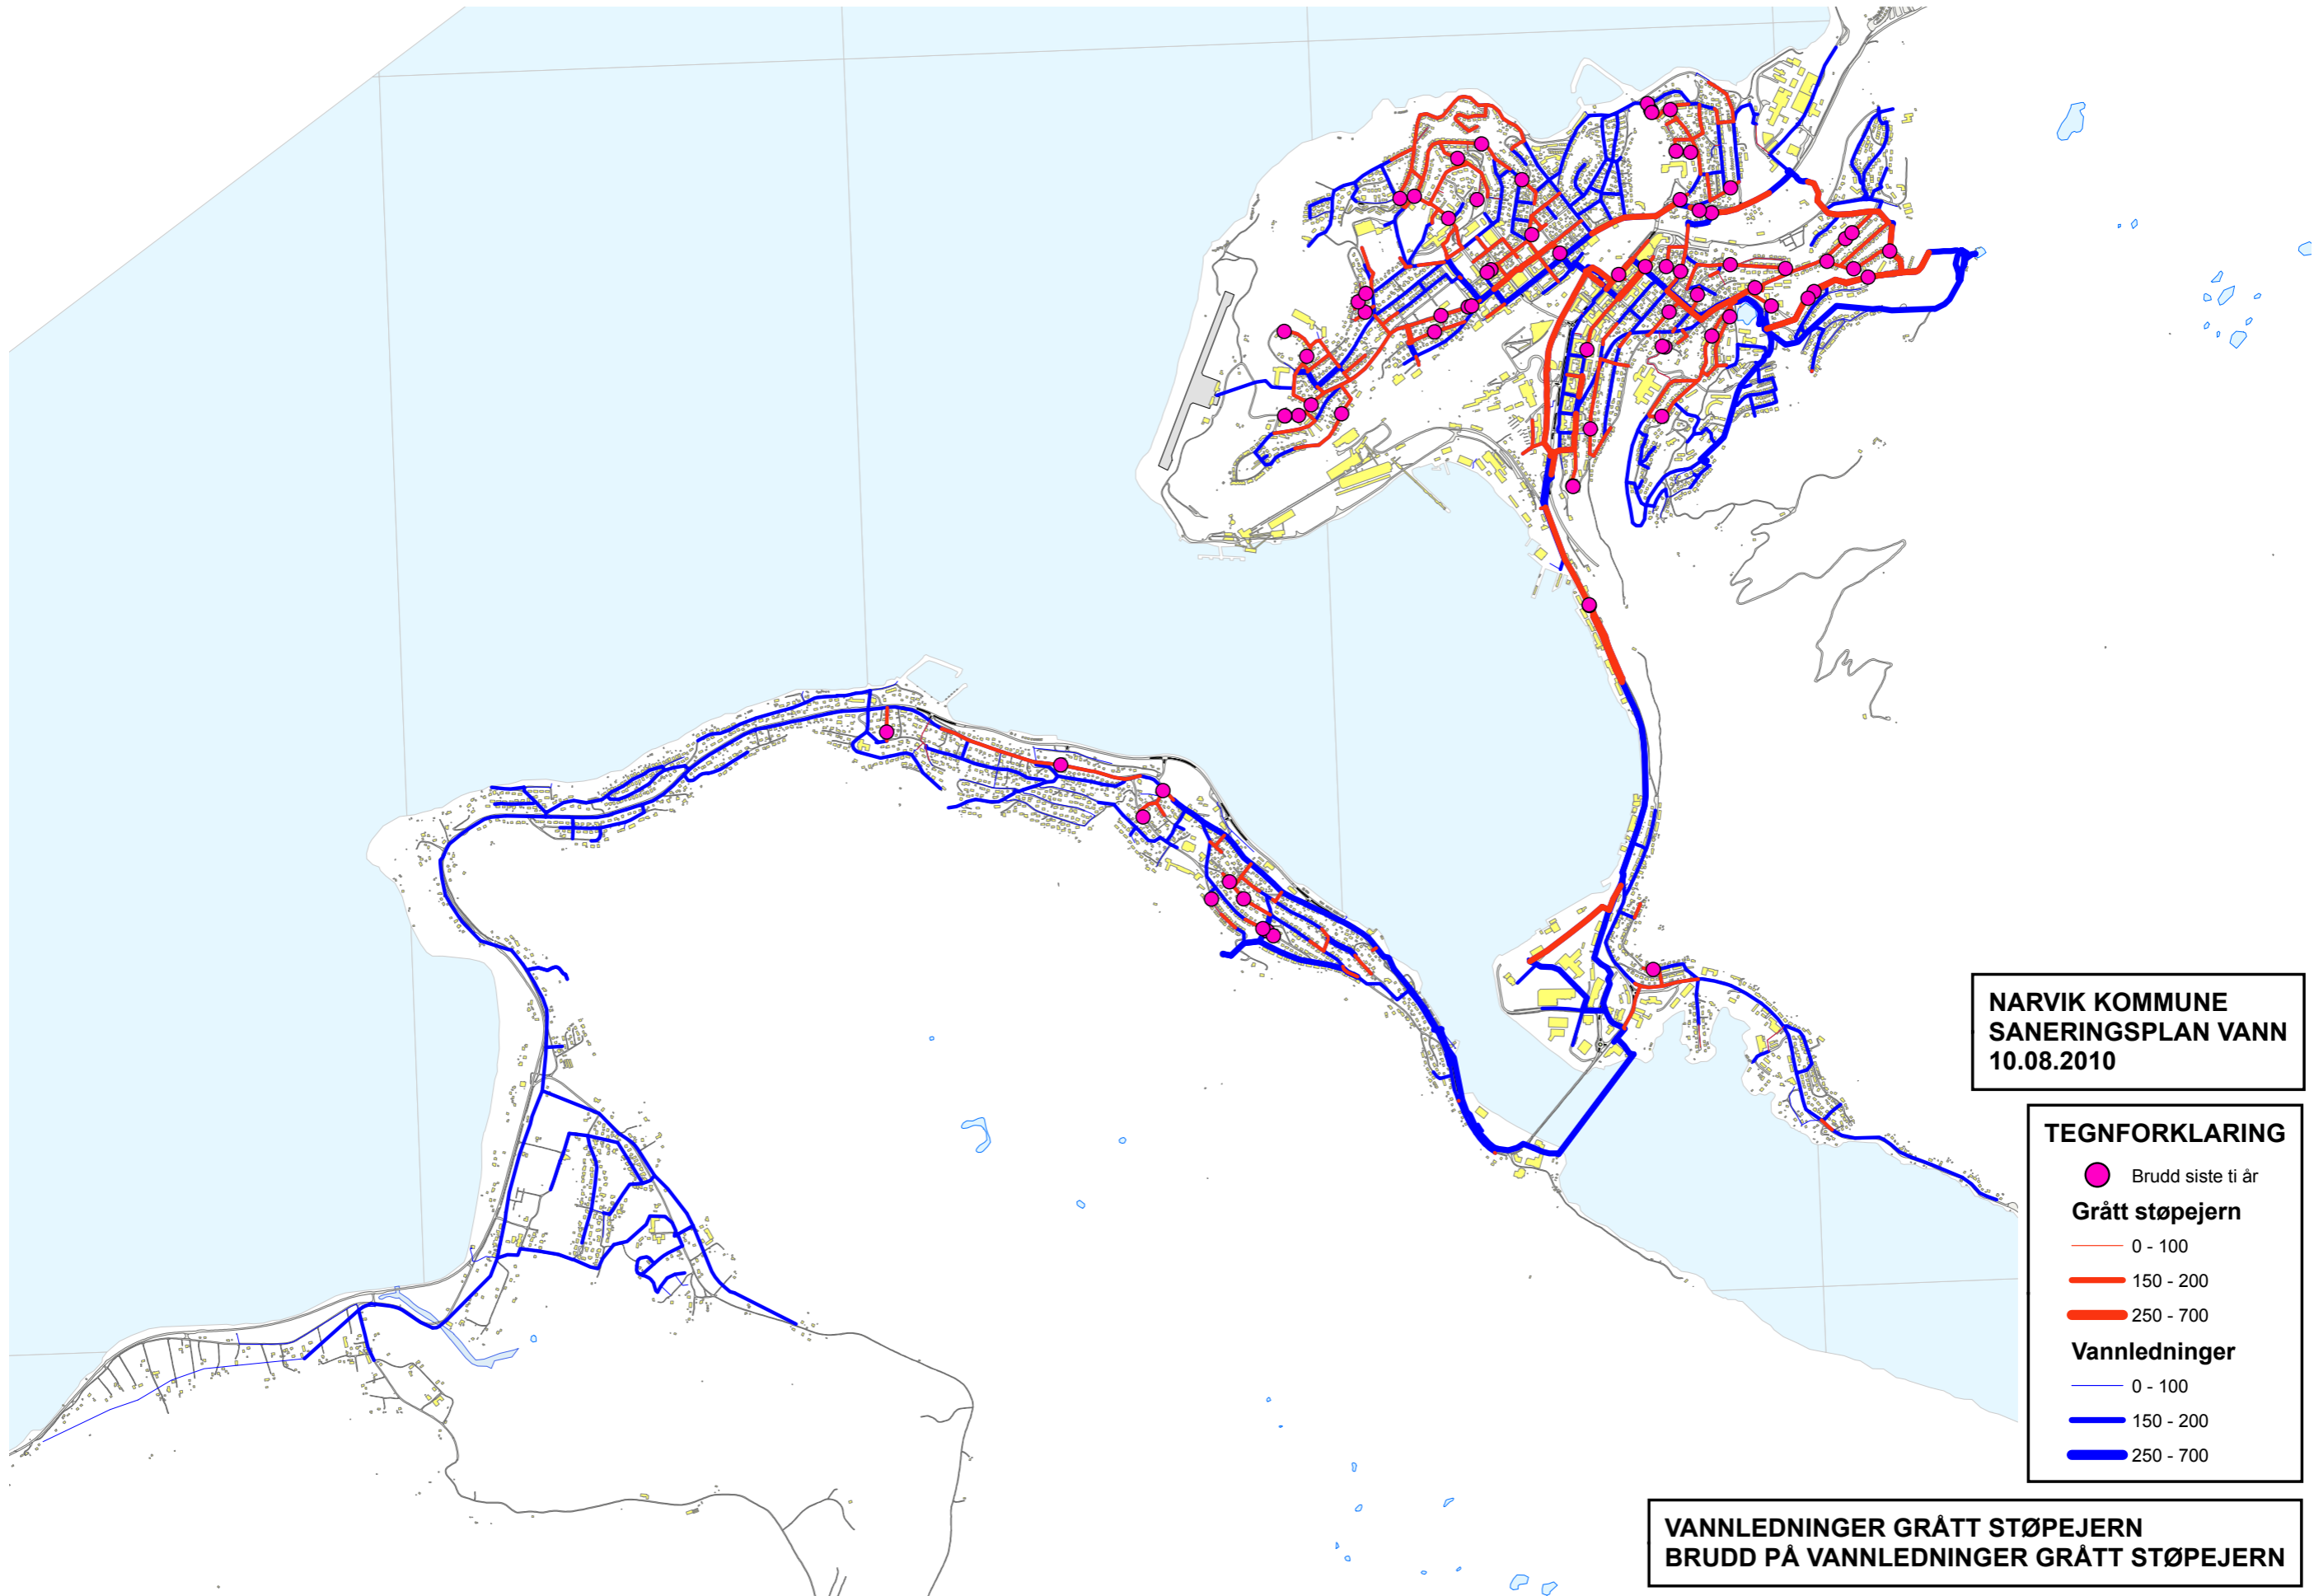 NARVIK KOMMUNE
SANERINGSPLAN VANN
10.08.2010
TEGNFORKLARING
Brudd siste ti år
Grått støpejern
0 - 100
150 - 200
250 - 700
Vannledninger
0 - 100
150 - 200
250 - 700
VANNLEDNINGER GRÅTT STØPEJERN
BRUDD PÅ VANNLEDNINGER GRÅTT STØPEJERN